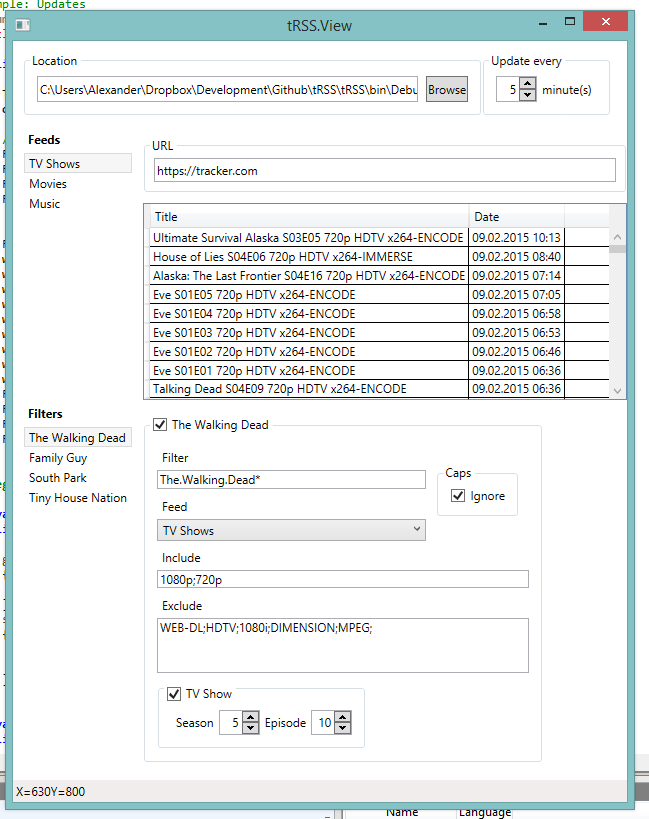 mple: Updates
tRSS.View
Location
Update every
C:\Users\Alexander\Dropbox\Development\Github\tRSS\tRSS\bin\Debu
Browse
5
minute(s)
Feeds
TV Shows
Movies
Music
URL
https://tracker.com
Title
Date
Ultimate Survival Alaska S03E05 720p HDTV x264-ENCODE 09.02.2015 10:13
House of Lies S04E06 720p HDTV x264-IMMERSE 09.02.2015 08:40
Alaska: The Last Frontier S04E16 720p HDTV x264-ENCODE 09.02.2015 07:14
Eve S01E05 720p HDTV x264-ENCODE 09.02.2015 07:05
Eve S01E04 720p HDTV x264-ENCODE 09.02.2015 06:58
Eve S01E03 720p HDTV x264-ENCODE 09.02.2015 06:53
Eve S01E02 720p HDTV x264-ENCODE 09.02.2015 06:46
Eve S01E01 720p HDTV x264-ENCODE 09.02.2015 06:36
Talking Dead S04E09 720p HDTV x264-ENCODE 09.02.2015 06:36
Filters
The Walking Dead
Family Guy
South Park
Tiny House Nation
The Walking Dead
Filter
The.Walking.Dead*
Caps
Ignore
Feed
TV Shows
Include
1080p;720p
Exclude
WEB-DL;HDTV;1080i;DIMENSION;MPEG;
TV Show
Season 5 Episode 10
X=630Y=800
Name
Language